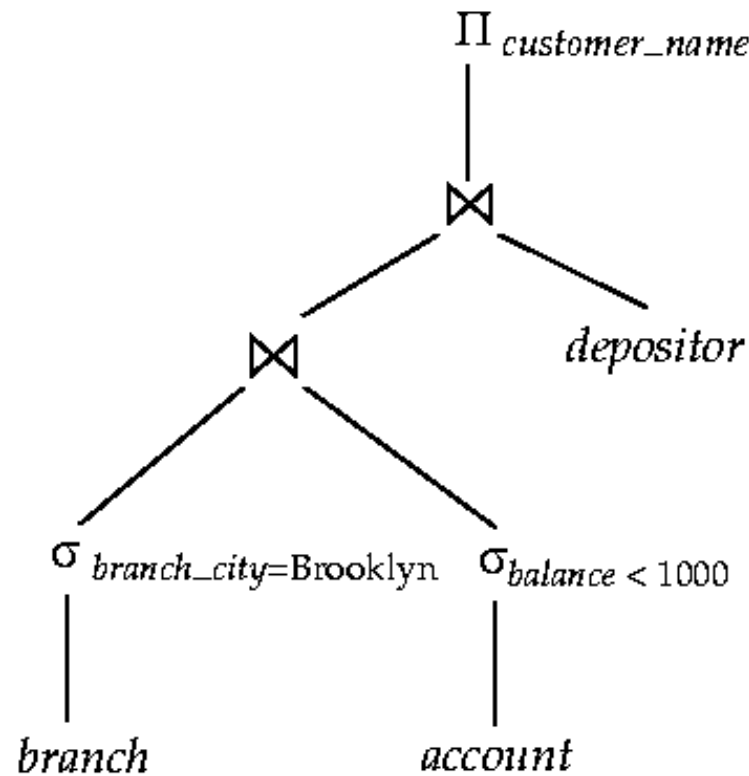 Π customer_name
⋈
depositor
⋈
σ branch_city=Brooklyn σ balance < 1000
branch account